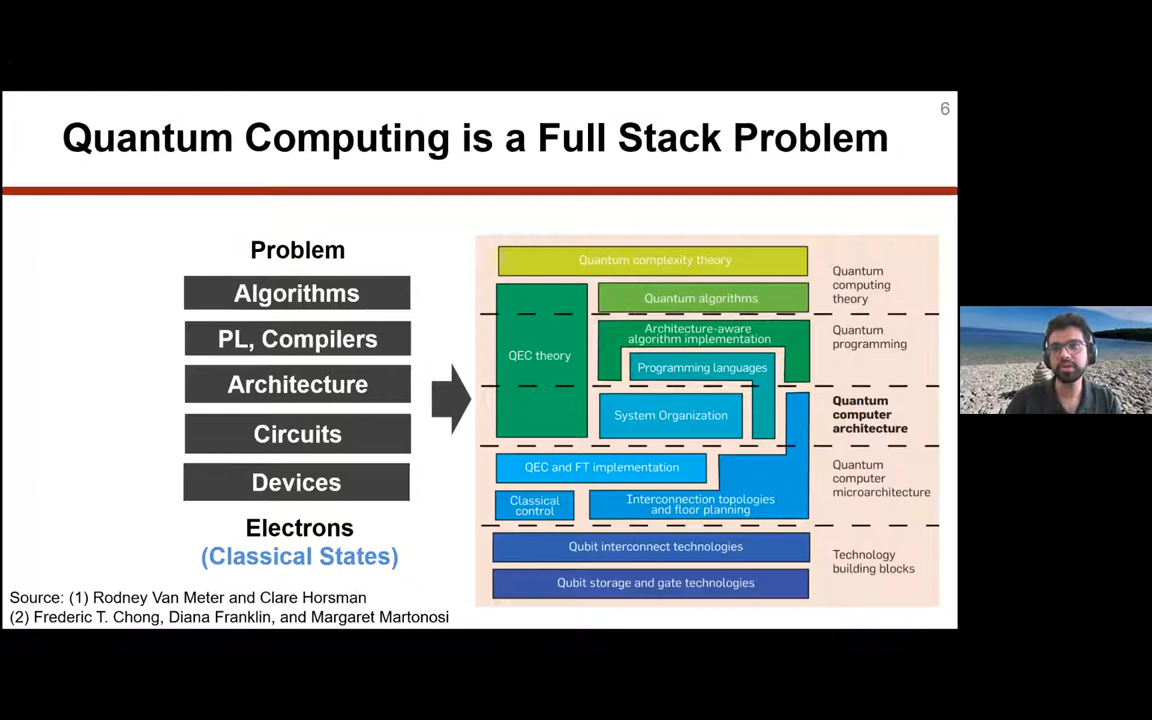 6
Quantum Computing is a Full Stack Problem
Problem
Algorithms
PL, Compilers
Architecture
Circuits
Devices
Electrons
(Classical States)
Quantum complexity theory
Quantum algorithms
QEC theory
Architecture-aware
algorithm implementation
Programming languages
System Organization
QEC and FT implementation
Classical
control
Interconnection topologies
and floor planning
Qubit interconnect technologies
Qubit storage and gate technologies
Quantum
computing
theory
Quantum
programming
Quantum
computer
architecture
Quantum
computer
microarchitecture
Technology
building blocks
Source: (1) Rodney Van Meter and Clare Horsman
(2) Frederic T. Chong, Diana Franklin, and Margaret Martonosi